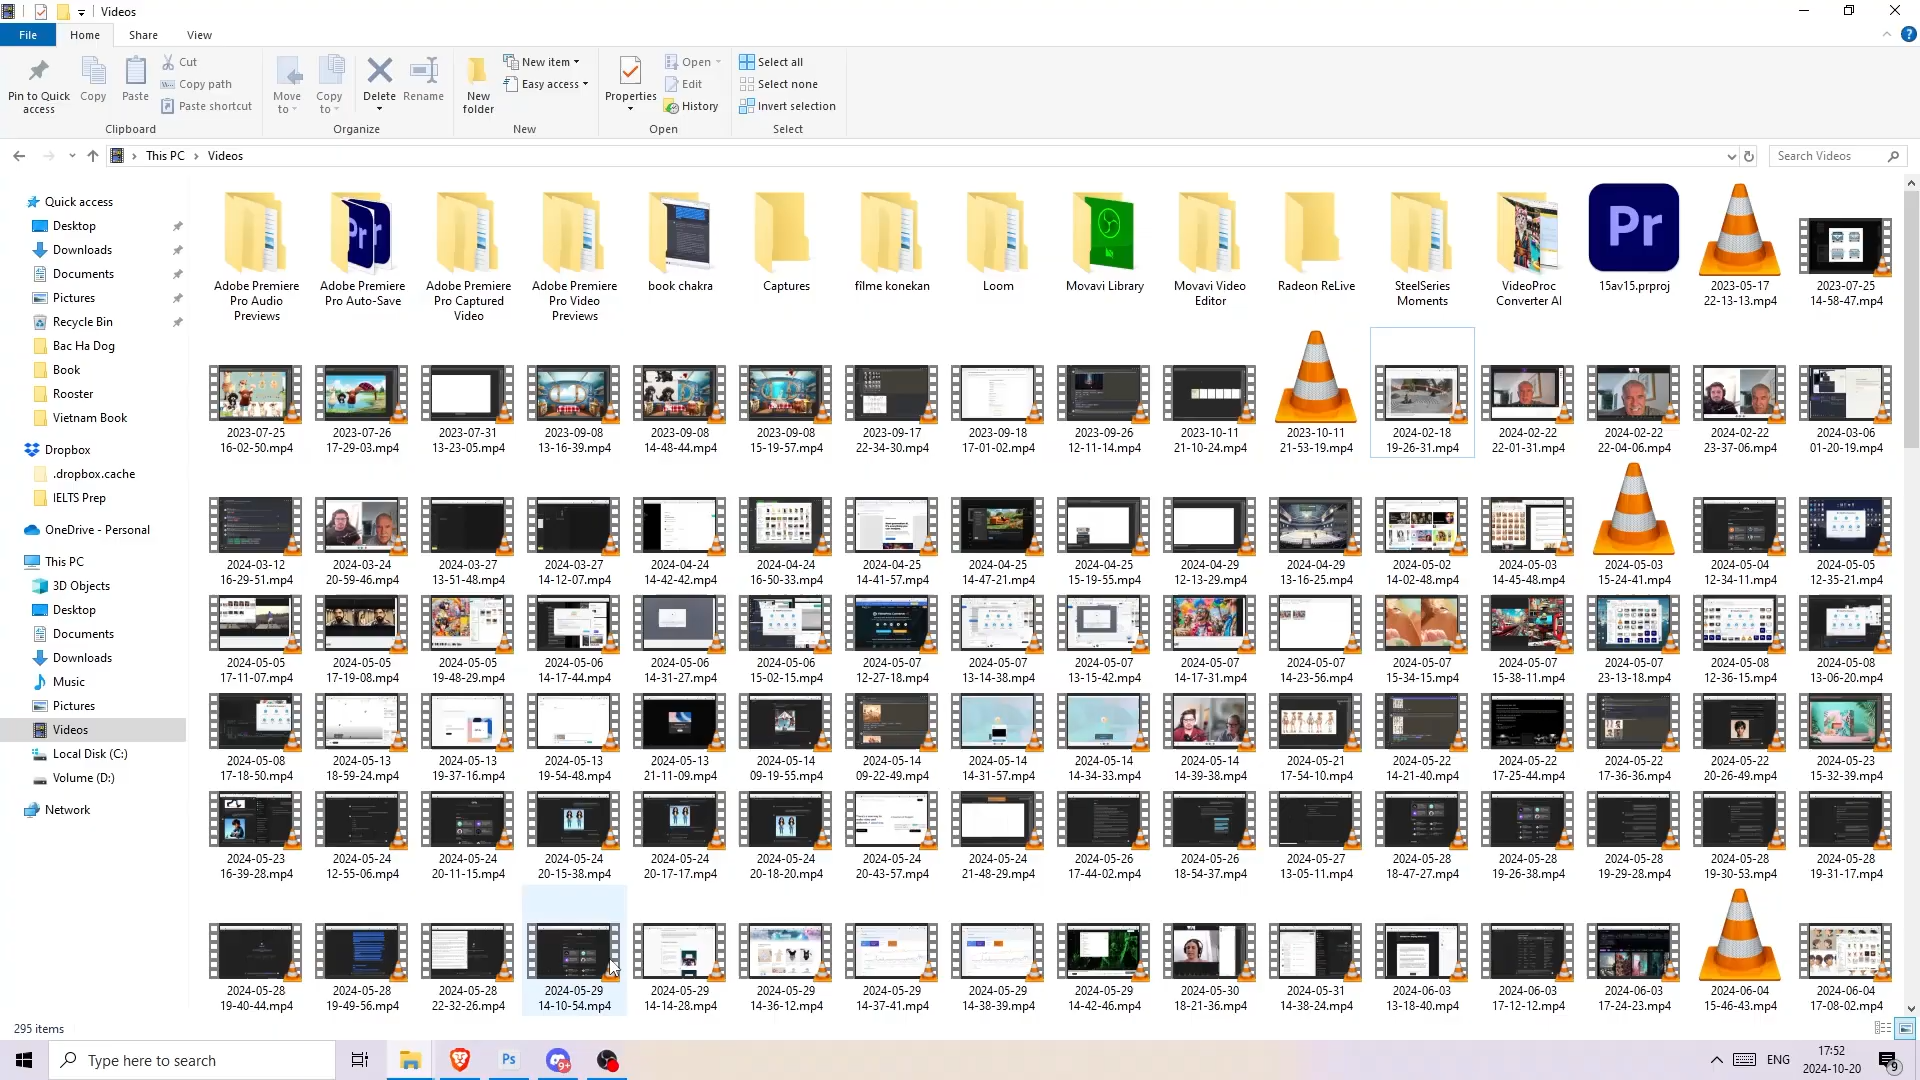 Videos
File
Home
Share
View
Pin to Quick access
Copy
Paste
Cut
Copy path
Paste shortcut
Clipboard
Move to
Copy to
Delete
Rename
Organize
New folder
New item
Easy access
New
Properties
Open
Edit
History
Open
Select all
Select none
Invert selection
Select
This PC
Videos
Search Videos
Quick access
Desktop
Downloads
Documents
Pictures
Recycle Bin
Bac Ha Dog
Book
Rooster
Vietnam Book
Dropbox
.dropbox.cache
IELTS Prep
OneDrive - Personal
This PC
3D Objects
Desktop
Documents
Downloads
Music
Pictures
Videos
Local Disk (C:)
Volume (D:)
Network
Adobe Premiere Pro Audio Previews
Adobe Premiere Pro Auto-Save
Adobe Premiere Pro Captured Video
Adobe Premiere Pro Video Previews
book chakra
Captures
filme konekan
Loom
Movavi Library
Movavi Video Editor
Radeon ReLive
SteelSeries Moments
VideoProc Converter AI
15av15.prproj
2023-05-17 22-13-13.mp4
2023-07-25 14-58-47.mp4
2023-07-25 16-02-50.mp4
2023-07-26 17-29-03.mp4
2023-07-31 13-23-05.mp4
2023-09-08 13-16-39.mp4
2023-09-08 14-48-44.mp4
2023-09-08 15-19-57.mp4
2023-09-17 22-34-30.mp4
2023-09-18 17-01-02.mp4
2023-09-26 12-11-14.mp4
2023-10-11 21-10-24.mp4
2023-10-11 21-53-19.mp4
2024-02-18 19-26-31.mp4
2024-02-22 22-01-31.mp4
2024-02-22 22-04-06.mp4
2024-02-22 23-37-06.mp4
2024-03-06 01-20-19.mp4
2024-03-12 16-29-51.mp4
2024-03-24 20-59-46.mp4
2024-03-27 13-51-48.mp4
2024-03-27 14-12-07.mp4
2024-04-24 14-42-42.mp4
2024-04-24 16-50-33.mp4
2024-04-25 14-41-57.mp4
2024-04-25 14-47-21.mp4
2024-04-25 15-19-55.mp4
2024-04-29 12-13-29.mp4
2024-04-29 13-16-25.mp4
2024-05-02 14-02-48.mp4
2024-05-03 14-45-48.mp4
2024-05-03 15-24-41.mp4
2024-05-04 12-34-11.mp4
2024-05-05 12-35-21.mp4
2024-05-05 17-11-07.mp4
2024-05-05 17-19-08.mp4
2024-05-05 19-48-29.mp4
2024-05-06 14-17-44.mp4
2024-05-06 14-31-27.mp4
2024-05-06 15-02-15.mp4
2024-05-07 12-27-18.mp4
2024-05-07 13-14-38.mp4
2024-05-07 13-15-42.mp4
2024-05-07 14-17-31.mp4
2024-05-07 14-23-56.mp4
2024-05-07 15-34-15.mp4
2024-05-07 15-38-11.mp4
2024-05-07 23-13-18.mp4
2024-05-08 12-36-15.mp4
2024-05-08 13-06-20.mp4
2024-05-08 17-18-50.mp4
2024-05-13 18-59-24.mp4
2024-05-13 19-37-16.mp4
2024-05-13 19-54-48.mp4
2024-05-13 21-11-09.mp4
2024-05-14 09-19-55.mp4
2024-05-14 09-22-49.mp4
2024-05-14 14-31-57.mp4
2024-05-14 14-34-33.mp4
2024-05-14 14-39-38.mp4
2024-05-21 17-54-10.mp4
2024-05-22 14-21-40.mp4
2024-05-22 17-25-44.mp4
2024-05-22 17-36-36.mp4
2024-05-22 20-26-49.mp4
2024-05-23 15-32-39.mp4
2024-05-23 16-39-28.mp4
2024-05-24 12-55-06.mp4
2024-05-24 20-11-15.mp4
2024-05-24 20-15-38.mp4
2024-05-24 20-17-17.mp4
2024-05-24 20-18-20.mp4
2024-05-24 20-43-57.mp4
2024-05-24 21-48-29.mp4
2024-05-26 17-44-02.mp4
2024-05-26 18-54-37.mp4
2024-05-27 13-05-11.mp4
2024-05-28 18-47-27.mp4
2024-05-28 19-26-38.mp4
2024-05-28 19-29-28.mp4
2024-05-28 19-30-53.mp4
2024-05-28 19-31-17.mp4
2024-05-28 19-40-44.mp4
2024-05-28 19-49-56.mp4
2024-05-28 22-32-26.mp4
2024-05-29 14-10-54.mp4
2024-05-29 14-14-28.mp4
2024-05-29 14-36-12.mp4
2024-05-29 14-37-41.mp4
2024-05-29 14-38-39.mp4
2024-05-29 14-42-46.mp4
2024-05-30 18-21-36.mp4
2024-05-31 14-38-24.mp4
2024-06-03 13-18-40.mp4
2024-06-03 17-12-12.mp4
2024-06-03 17-24-23.mp4
2024-06-04 15-46-43.mp4
2024-06-04 17-08-02.mp4
Pr
295 items
Type here to search
Ps
9+
ENG
17:52
2024-10-20
9